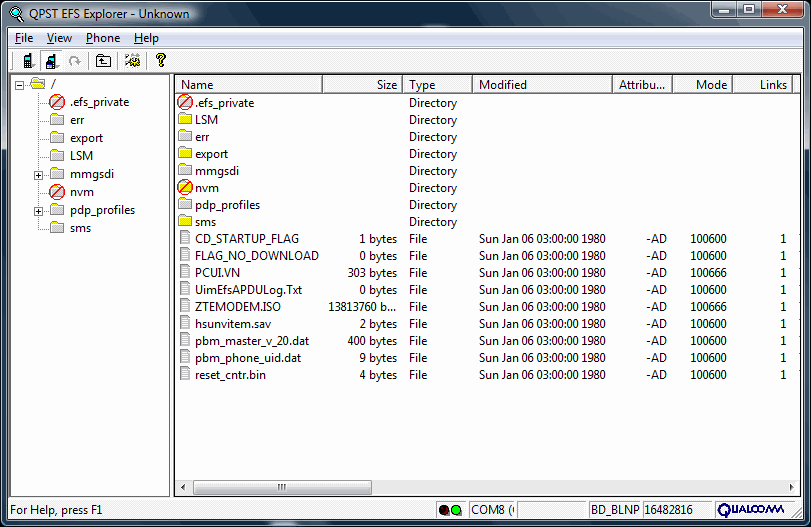 QPST EFS Explorer - Unknown
File View Phone Help
/
.efs_private
err
export
LSM
mmgsdi
nvm
pdp_profiles
sms
Name Size Type Modified Attribu... Mode Links
.efs_private Directory
LSM Directory
err Directory
export Directory
mmgsdi Directory
nvm Directory
pdp_profiles Directory
sms Directory
CD_STARTUP_FLAG 1 bytes File Sun Jan 06 03:00:00 1980 -AD 100600 1
FLAG_NO_DOWNLOAD 0 bytes File Sun Jan 06 03:00:00 1980 -AD 100600 1
PCUI.VN 303 bytes File Sun Jan 06 03:00:00 1980 -AD 100666 1
UimEfsAPDULog.Txt 0 bytes File Sun Jan 06 03:00:00 1980 -AD 100600 1
ZTEMODEM.ISO 13813760 b... File Sun Jan 06 03:00:00 1980 -AD 100666 1
hsunvitem.sav 2 bytes File Sun Jan 06 03:00:00 1980 -AD 100600 1
pbm_master_v_20.dat 400 bytes File Sun Jan 06 03:00:00 1980 -AD 100600 1
pbm_phone_uid.dat 9 bytes File Sun Jan 06 03:00:00 1980 -AD 100600 1
reset_cntr.bin 4 bytes File Sun Jan 06 03:00:00 1980 -AD 100600 1
For Help, press F1 COM8 ( BD_BLNP 16482816 QUALCOMM